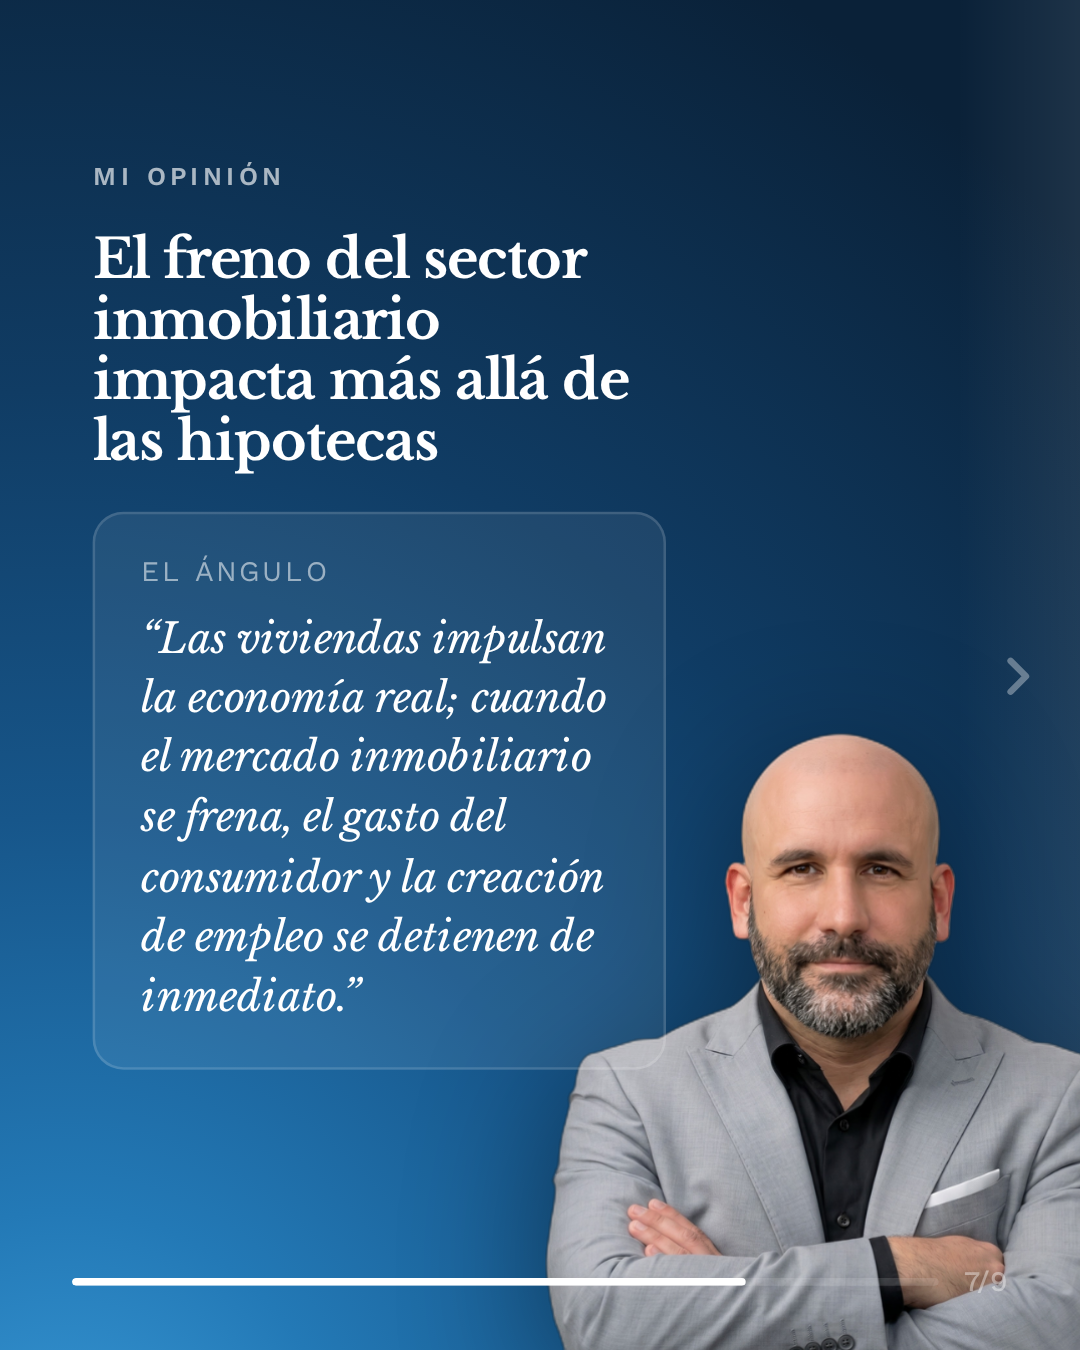 MI OPINIÓN
El freno del sector
inmobiliario
impacta más allá de
las hipotecas
EL ÁNGULO
“Las viviendas impulsan
la economía real; cuando
el mercado inmobiliario
se frena, el gasto del
consumidor y la creación
de empleo se detienen de
inmediato.”
7/9